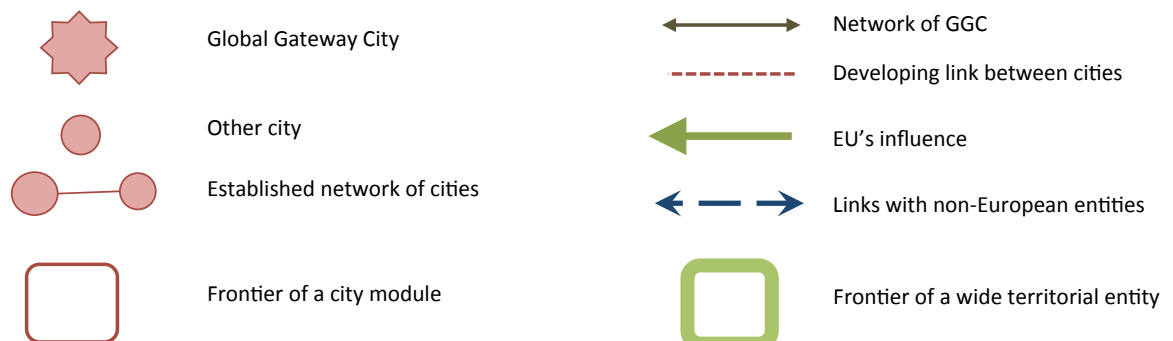 Global Gateway City
Other city
Established network of cities
Frontier of a city module
Network of GGC
Developing link between cities
EU’s influence
Links with non-European entities
Frontier of a wide territorial entity